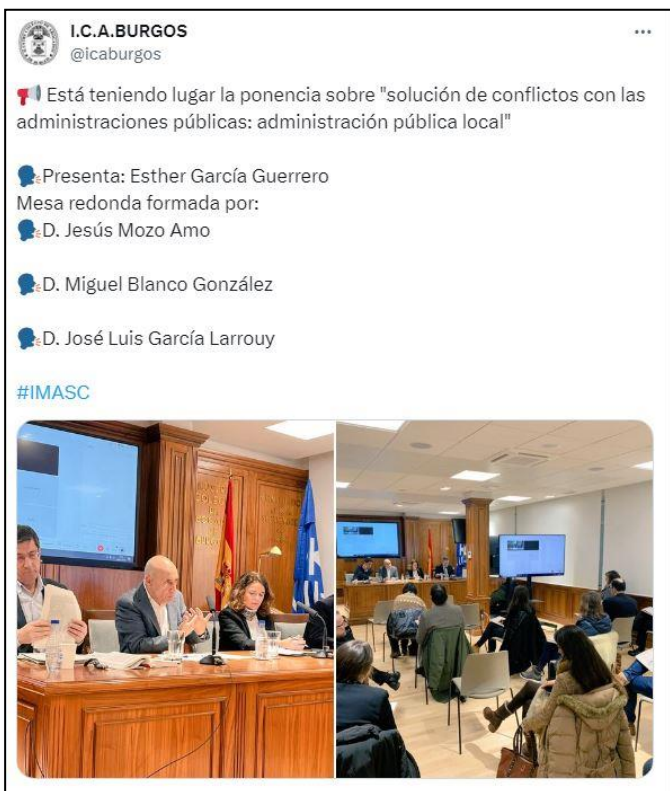 I.C.A.BURGOS
@icaburgos
📢 Está teniendo lugar la ponencia sobre "solución de conflictos con las
administraciones públicas: administración pública local"
🗣Presenta: Esther García Guerrero
Mesa redonda formada por:
🗣D. Jesús Mozo Amo
🗣D. Miguel Blanco González
🗣D. José Luis García Larrouy
#IMASC